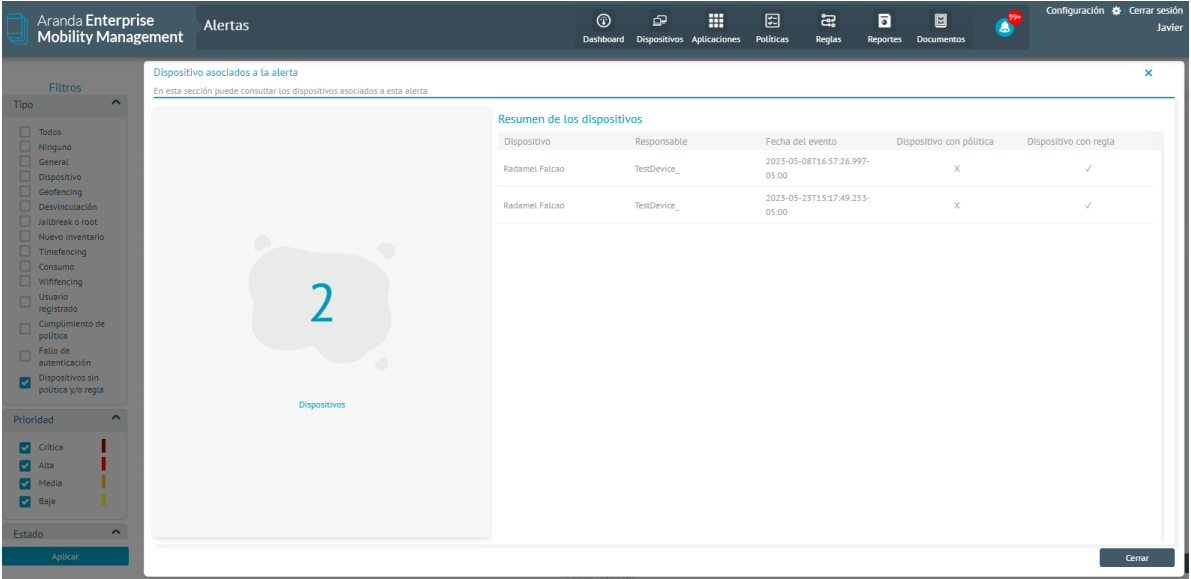 Aranda Enterprise
Mobility Management
Alertas
Dashboard
Dispositivos
Aplicaciones
Políticas
Reglas
Reportes
Documentos
99+
Configuración
Cerrar sesión
Javier
Filtros
Tipo
Todos
Ninguno
General
Dispositivo
Geofencing
Desvinculación
Jailbreak o root
Nuevo inventario
Timefencing
Consumo
Wififencing
Usuario
registrado
Cumplimiento de
política
Fallo de
autenticación
Dispositivos sin
política y/o regla
Prioridad
Crítica
Alta
Media
Baja
Estado
Aplicar
Dispositivo asociados a la alerta
En esta sección puede consultar los dispositivos asociados a esta alerta
2
Dispositivos
Resumen de los dispositivos
Dispositivo Responsable Fecha del evento Dispositivo con pólitica Dispositivo con regla
Radamel Falcao TestDevice_ 2023-05-08T16:57:26.997-
05:00 X ✓
Radamel Falcao TestDevice_ 2023-05-23T15:17:49.253-
05:00 X ✓
Cerrar